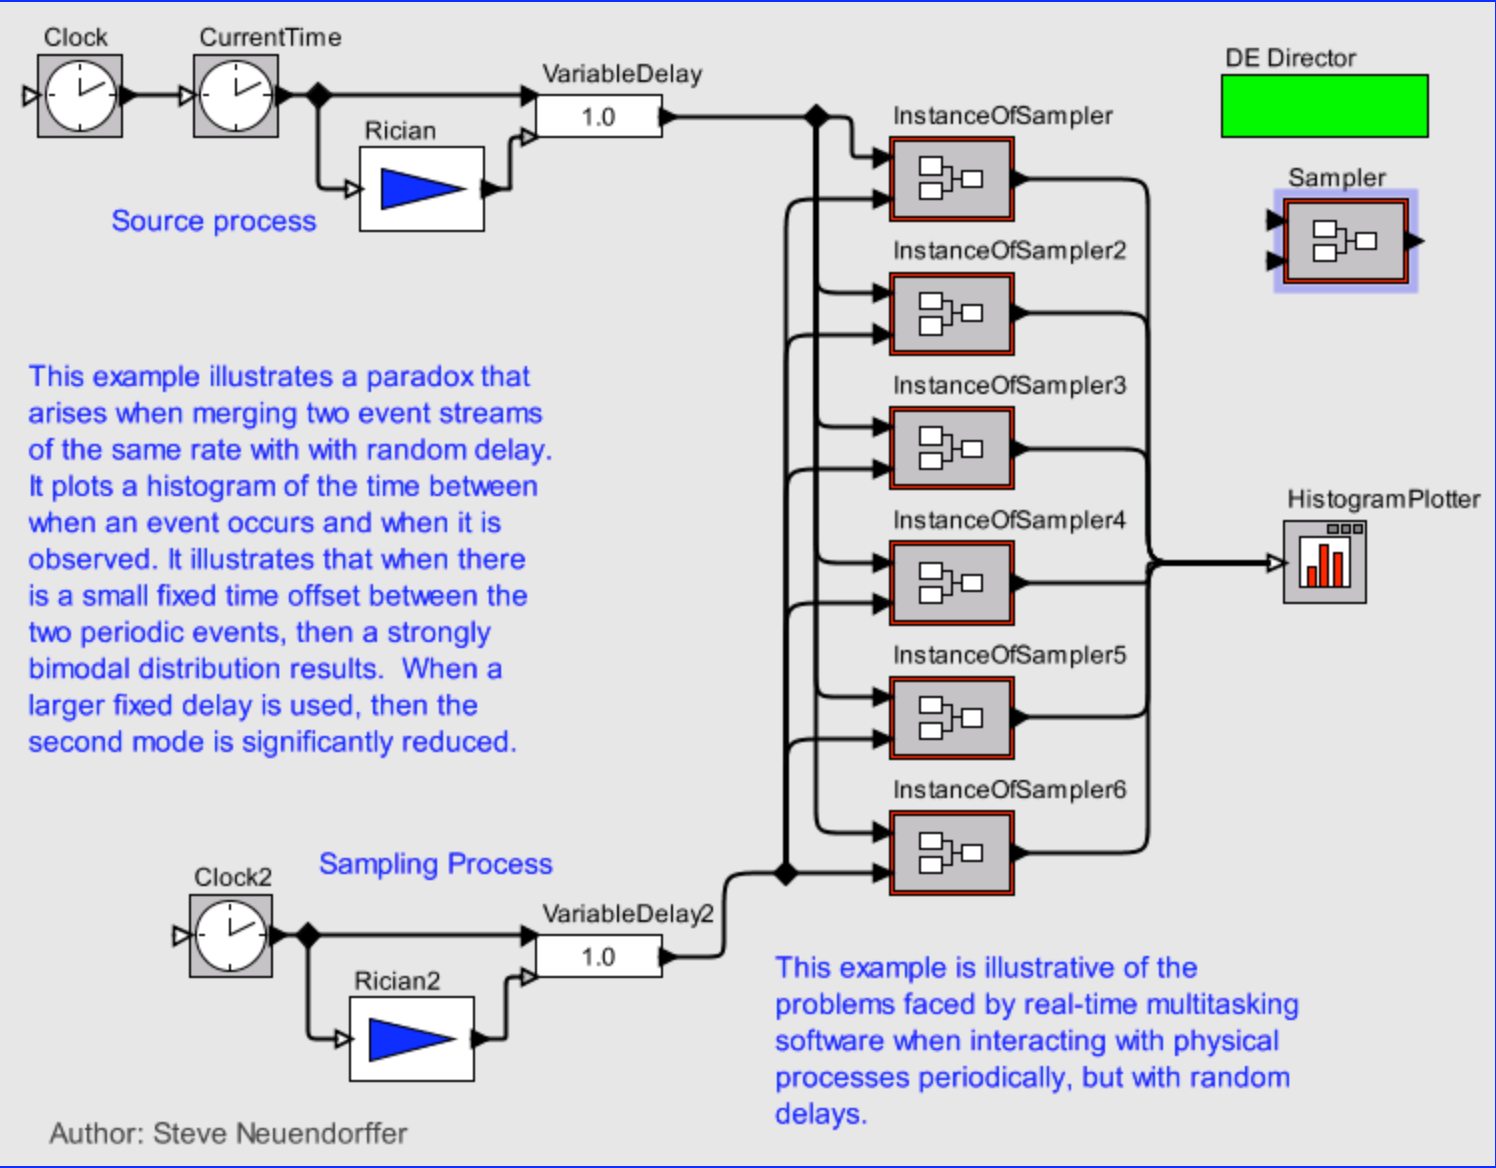 Clock
CurrentTime
VariableDelay
1.0
Rician
Source process
DE Director
InstanceOfSampler
Sampler
InstanceOfSampler2
InstanceOfSampler3
InstanceOfSampler4
InstanceOfSampler5
InstanceOfSampler6
HistogramPlotter
This example illustrates a paradox that
arises when merging two event streams
of the same rate with with random delay.
It plots a histogram of the time between
when an event occurs and when it is
observed. It illustrates that when there
is a small fixed time offset between the
two periodic events, then a strongly
bimodal distribution results.  When a
larger fixed delay is used, then the
second mode is significantly reduced.
Sampling Process
Clock2
VariableDelay2
1.0
Rician2
This example is illustrative of the
problems faced by real-time multitasking
software when interacting with physical
processes periodically, but with random
delays.
Author: Steve Neuendorffer